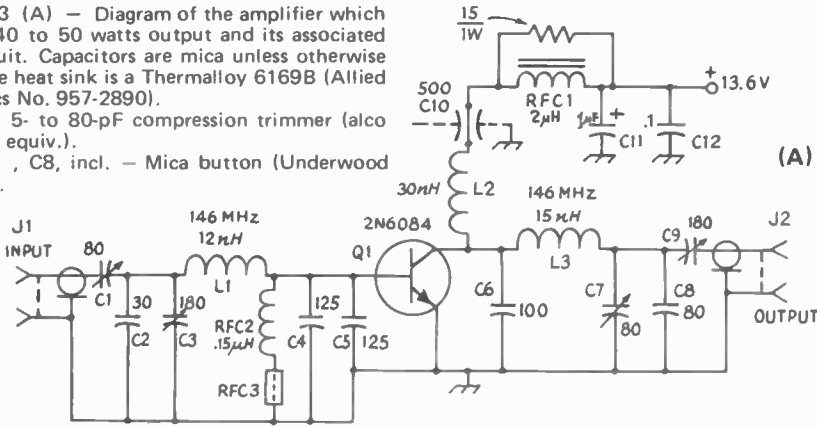 3 (A) — Diagram of the amplifier which
40 to 50 watts output and its associated
uit. Capacitors are mica unless otherwise
e heat sink is a Thermalloy 6169B (Allied
s No. 957-2890).
5- to 80-pF compression trimmer (alco
equiv.).
, C8, incl. — Mica button (Underwood
15
1W
500
C10
RFC1
2µH
+
13.6V
1µF
+
C11
.1
C12
(A)
30nH
L2
J1
INPUT
80
C1
30
C2
180
C3
146 MHz
12nH
L1
RFC2
.15µH
RFC3
125
C4
C5
125
2N6084
Q1
146 MHz
15nH
L3
C6
100
C7
80
C8
80
C9
180
J2
OUTPUT